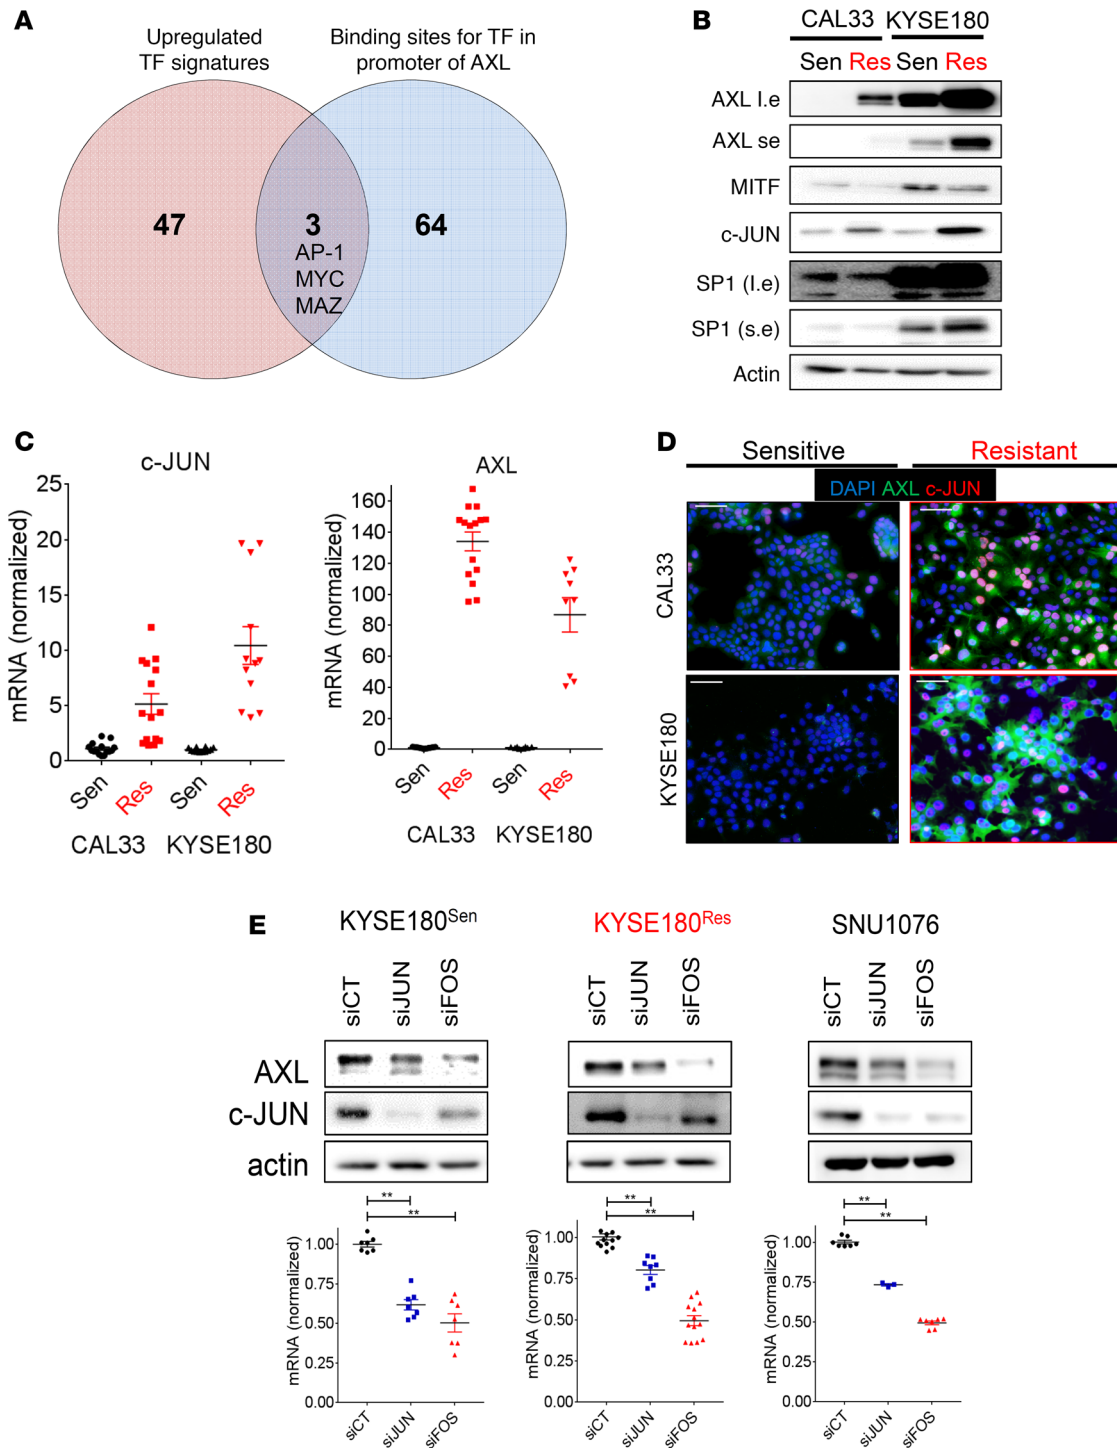 A
Upregulated
TF signatures
Binding sites for TF in
promoter of AXL
47
3
64
AP-1
MYC
MAZ
B
CAL33 KYSE180
Sen Res Sen Res
AXL l.e
AXL se
MITF
c-JUN
SP1 (l.e)
SP1 (s.e)
Actin
C
c-JUN
mRNA (normalized)
25
20
15
10
5
0
Sen
Res
Sen
Res
CAL33 KYSE180
AXL
mRNA (normalized)
160
140
120
100
80
60
40
20
0
Sen
Res
Sen
Res
CAL33 KYSE180
D
Sensitive
Resistant
DAPI AXL c-JUN
CAL33
KYSE180
E
KYSE180Sen
KYSE180Res
SNU1076
siCT
siJUN
siFOS
siCT
siJUN
siFOS
siCT
siJUN
siFOS
AXL
c-JUN
actin
**
**
mRNA (normalized)
1.00
0.75
0.50
0.25
0.00
siCT
siJUN
siFOS
**
**
mRNA (normalized)
1.00
0.75
0.50
0.25
0.00
siCT
siJUN
siFOS
**
**
mRNA (normalized)
1.00
0.75
0.50
0.25
0.00
siCT
siJUN
siFOS